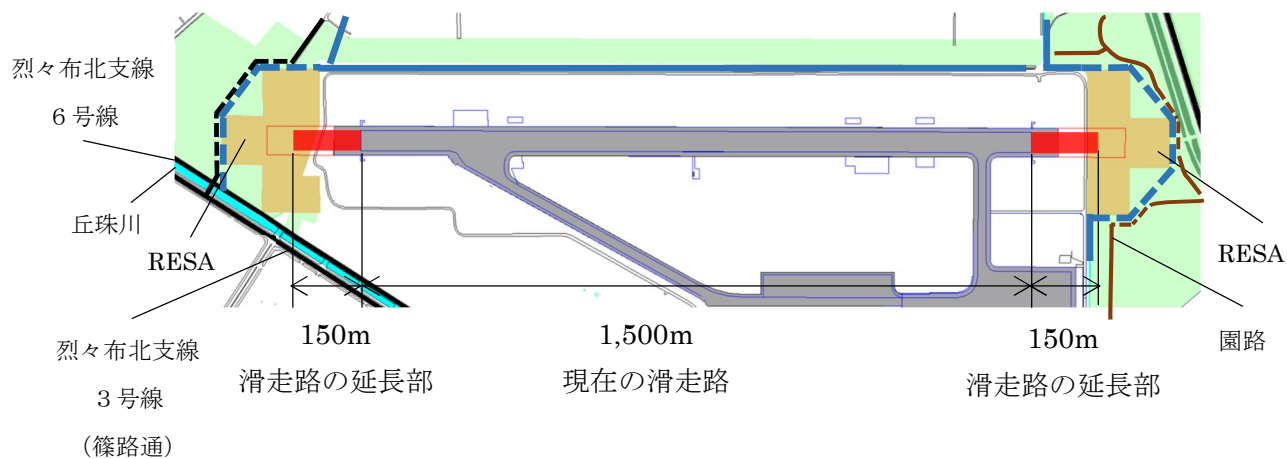 烈々布北支線
６号線
丘珠川
RESA
RESA
150m
1,500m
150m
園路
烈々布北支線
滑走路の延長部
現在の滑走路
滑走路の延長部
３号線
（篠路通）